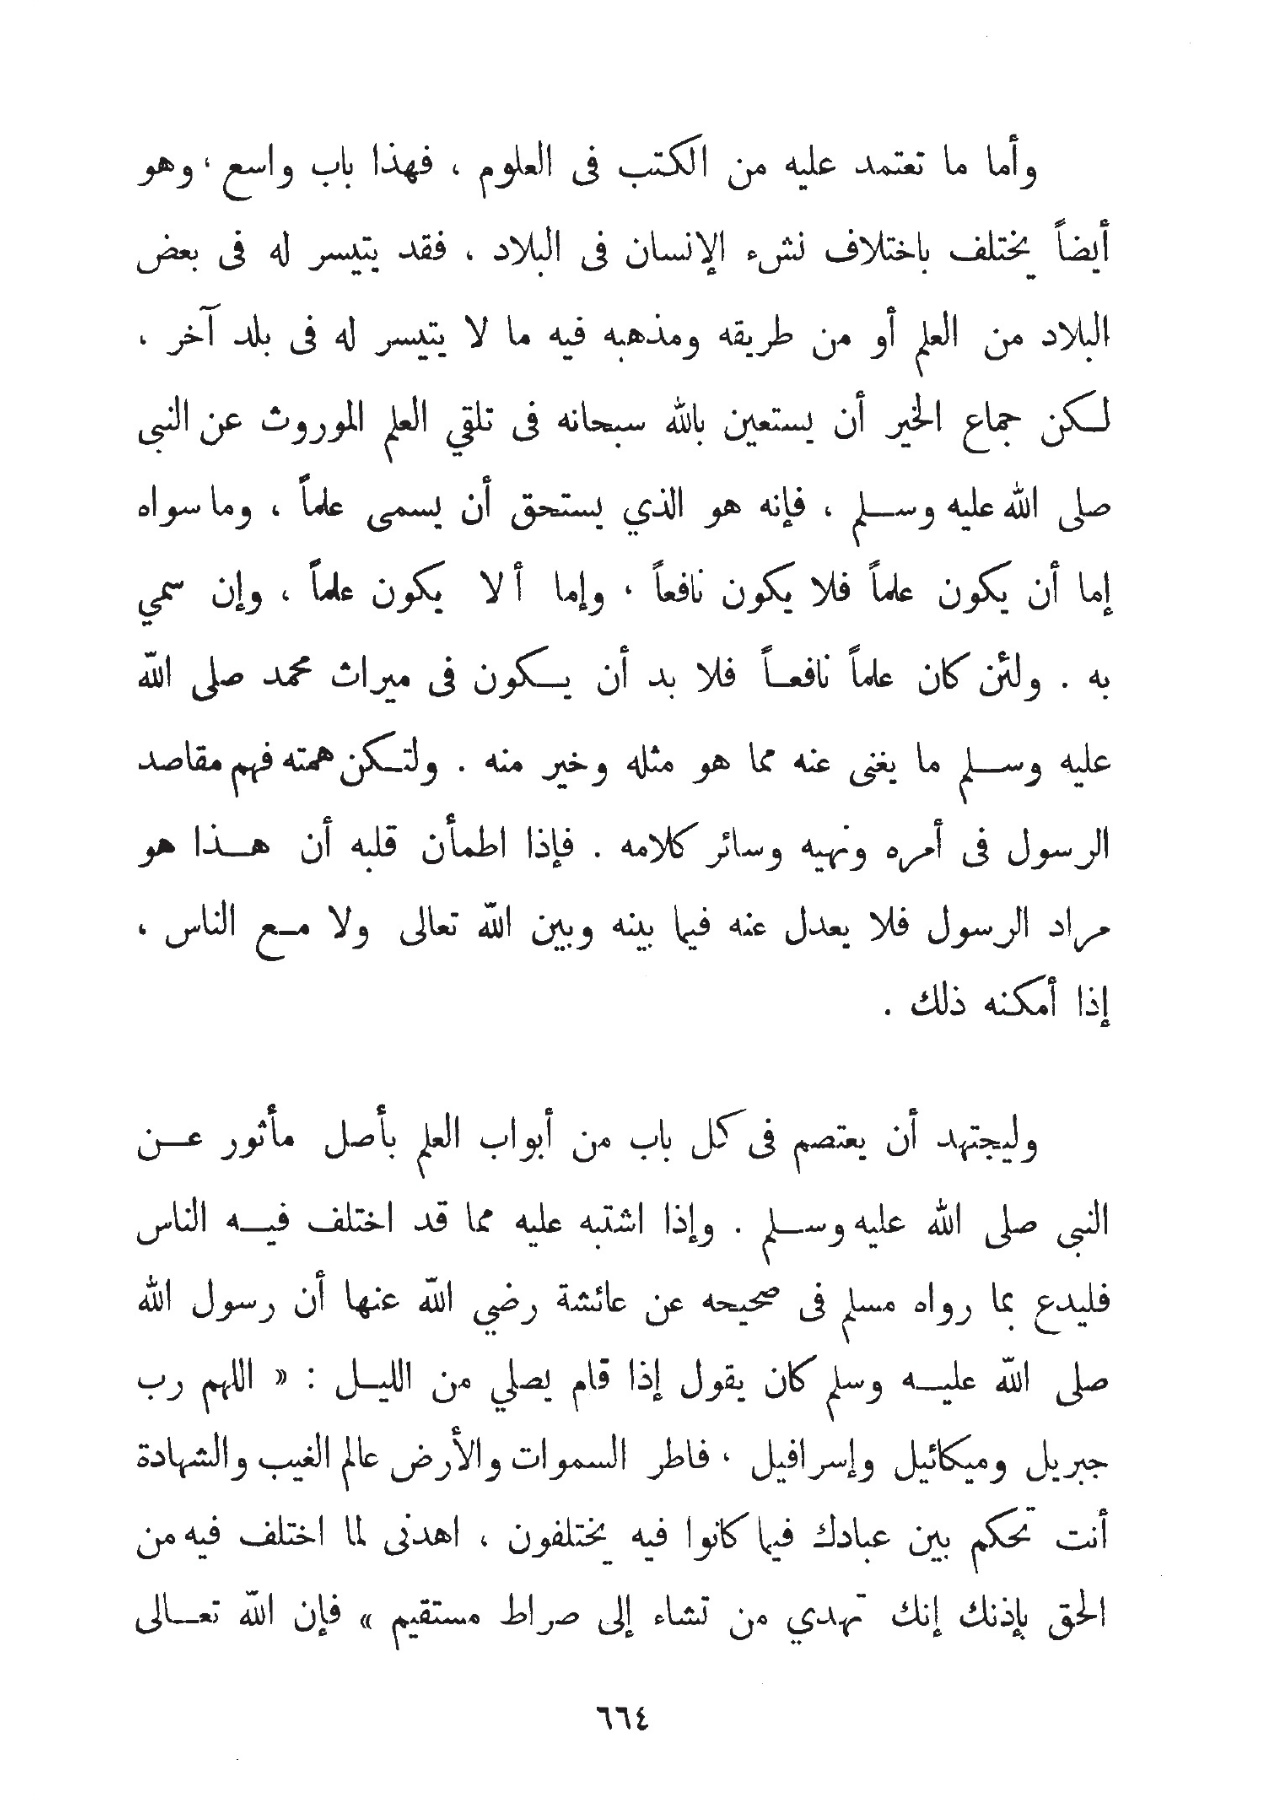 وأما ما تعتمد عليه من الكتب فى العلوم ، فهذا باب واسع ، وهو
أيضاً يختلف باختلاف نشء الإنسان فى البلاد ، فقد يتيسر له فى بعض
البلاد من العلم أو من طريقه ومذهبه فيه ما لا يتيسر له فى بلد آخر ،
لكن جماع الخير أن يستعين بالله سبحانه فى تلقي العلم الموروث عن النبى
صلى الله عليه وسلم ، فإنه هو الذي يستحق أن يسمى علماً ، وما سواه
إما أن يكون علماً فلا يكون نافعاً ، وإما ألا يكون علماً ، وإن سمي
به . ولئن كان علماً نافعاً فلا بد أن يكون فى ميراث محمد صلى الله
عليه وسلم ما يغنى عنه مما هو مثله وخير منه . ولتكن همته فهم مقاصد
الرسول فى أمره ونهيه وسائر كلامه . فإذا اطمأن قلبه أن هذا هو
مراد الرسول فلا يعدل عنه فيما بينه وبين الله تعالى ولا مع الناس ،
إذا أمكنه ذلك .
وليجتهد أن يعتصم فى كل باب من أبواب العلم بأصل مأثور عن
النبى صلى الله عليه وسلم . وإذا اشتبه عليه مما قد اختلف فيه الناس
فليدع بما رواه مسلم فى صحيحه عن عائشة رضي الله عنها أن رسول الله
صلى الله عليه وسلم كان يقول إذا قام يصلي من الليل : « اللهم رب
جبريل وميكائيل وإسرافيل ، فاطر السموات والأرض عالم الغيب والشهادة
أنت تحكم بين عبادك فيما كانوا فيه يختلفون ، اهدنى لما اختلف فيه من
الحق بإذنك إنك تهدي من تشاء إلى صراط مستقيم » فإن الله تعالى
٦٦٤